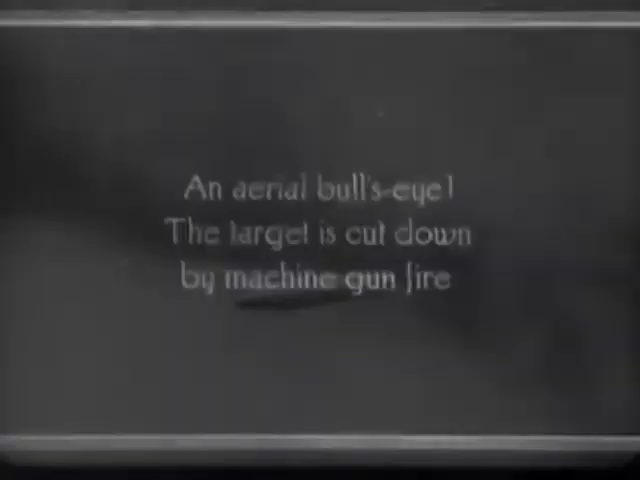 An aerial bull's-eye!
The target is cut down
by machine gun fire